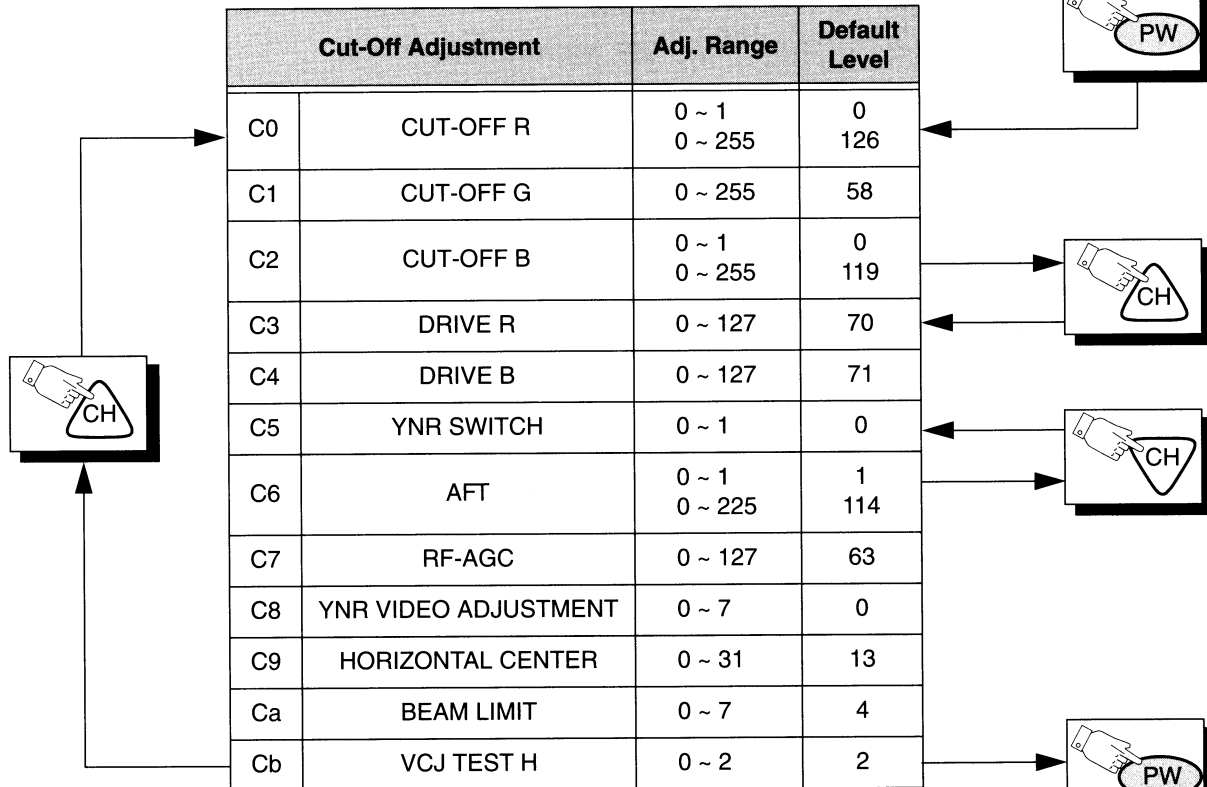 Cut-Off Adjustment Adj. Range Default Level
C0 CUT-OFF R 0 ~ 1 0
0 ~ 255 126
C1 CUT-OFF G 0 ~ 255 58
C2 CUT-OFF B 0 ~ 1 0
0 ~ 255 119
C3 DRIVE R 0 ~ 127 70
C4 DRIVE B 0 ~ 127 71
C5 YNR SWITCH 0 ~ 1 0
C6 AFT 0 ~ 1 1
0 ~ 225 114
C7 RF-AGC 0 ~ 127 63
C8 YNR VIDEO ADJUSTMENT 0 ~ 7 0
C9 HORIZONTAL CENTER 0 ~ 31 13
Ca BEAM LIMIT 0 ~ 7 4
Cb VCJ TEST H 0 ~ 2 2
CH
PW
CH
CH
PW